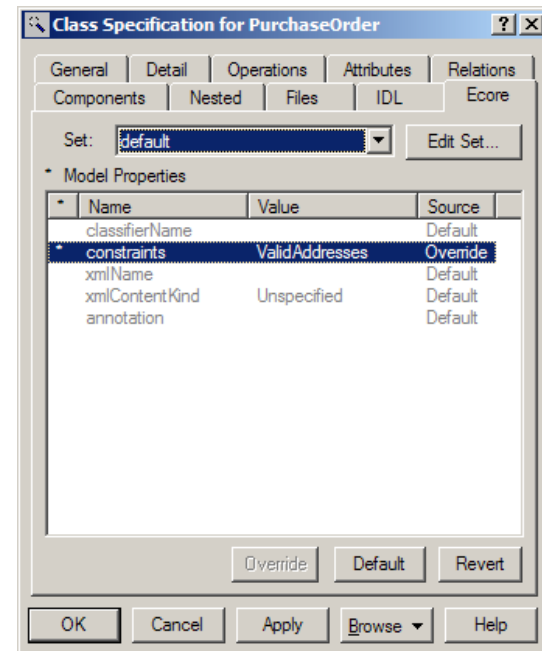 Class Specification for PurchaseOrder
General Detail Operations Attributes Relations
Components Nested Files IDL Ecore
Set: default Edit Set...
* Model Properties
* Name Value Source
classifierName Default
* constraints ValidAddresses Override
xmlName Default
xmlContentKind Unspecified Default
annotation Default
Override Default Revert
OK Cancel Apply Browse Help